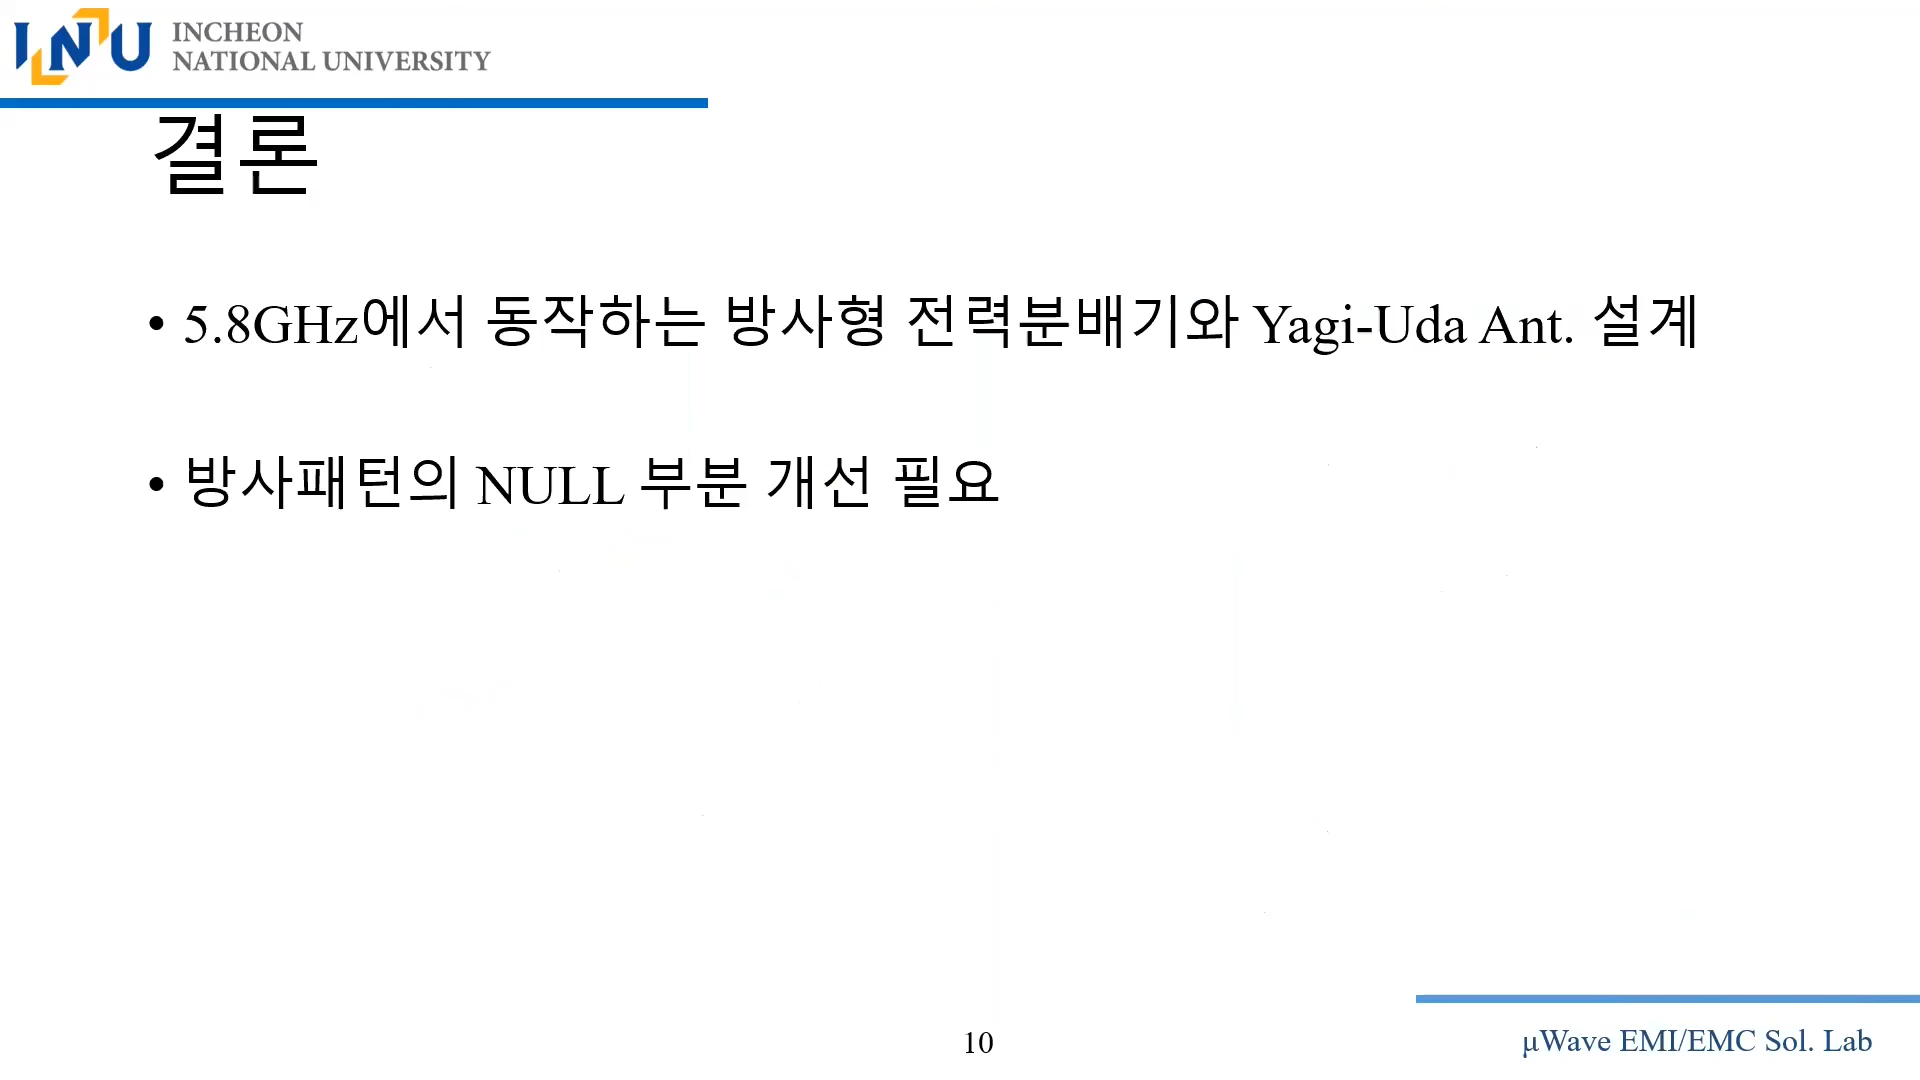 INU INCHEON
NATIONAL UNIVERSITY
결론
• 5.8GHz에서 동작하는 방사형 전력분배기와 Yagi-Uda Ant. 설계
• 방사패턴의 NULL 부분 개선 필요
10
μWave EMI/EMC Sol. Lab